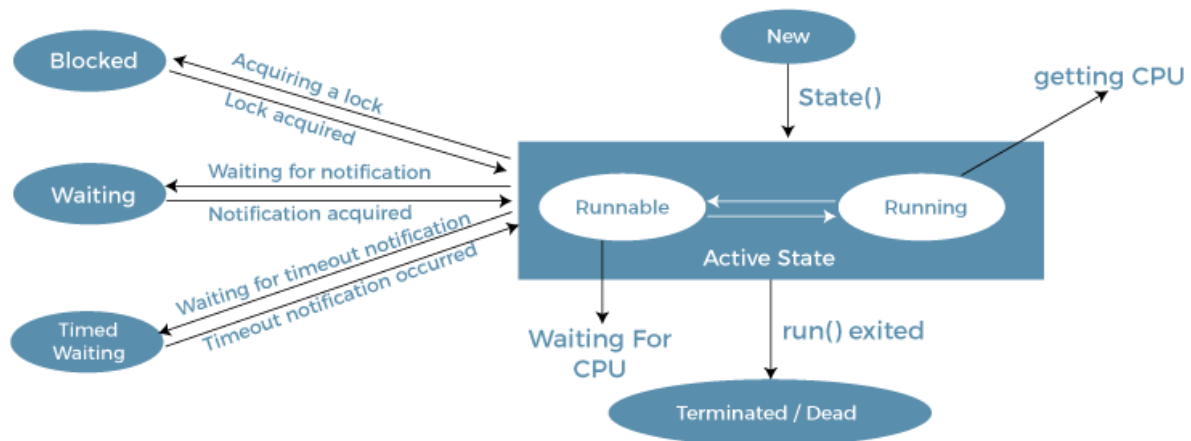 New
Blocked
Acquiring a lock
Lock acquired
State()
getting CPU
Waiting
Waiting for notification
Notification acquired
Runnable
Running
Active State
Waiting for timeout notification
Timeout notification occurred
Timed
Waiting
Waiting For
CPU
run() exited
Terminated / Dead